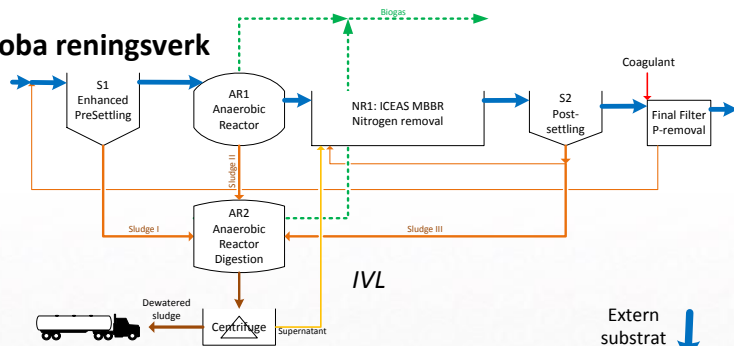 oba reningsverk
Biogas
S1
Enhanced
PreSettling
AR1
Anaerobic
Reactor
NR1: ICEAS MBBR
Nitrogen removal
S2
Post-
settling
Coagulant
Final Filter
P-removal
Sludge II
Sludge I
AR2
Anaerobic
Reactor
Digestion
Sludge III
IVL
Dewatered
sludge
Centrifuge
Supernatant
Extern
substrat